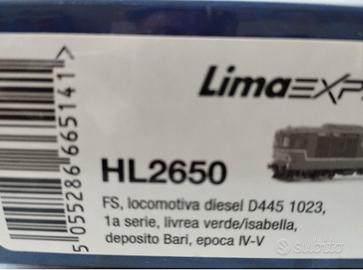 LimaEXP
HL2650
FS, locomotiva diesel D445 1023,
1a serie, livrea verde/isabella,
deposito Bari, epoca IV-V
5 055286 665141
subito